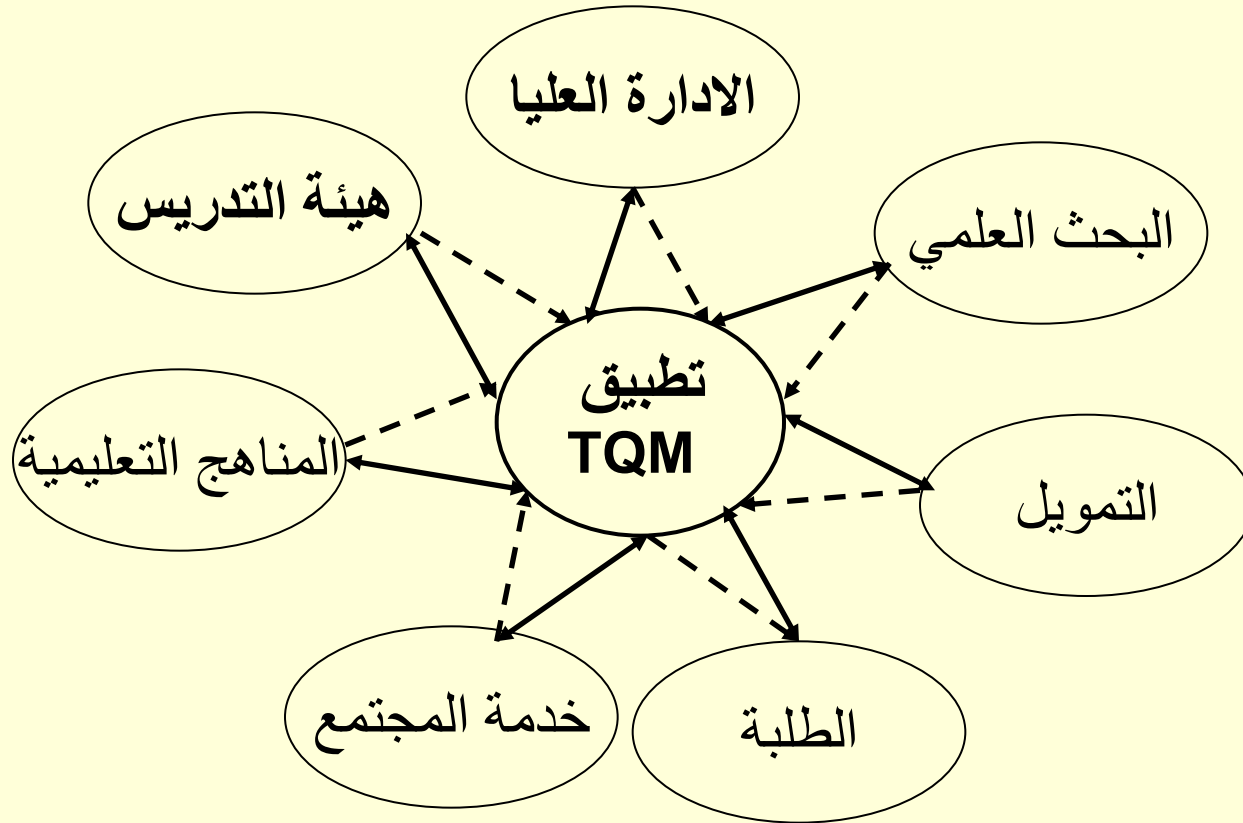 الادارة العليا
هيئة التدريس
البحث العلمي
تطبيق
TQM
المناهج التعليمية
التمويل
خدمة المجتمع
الطلبة